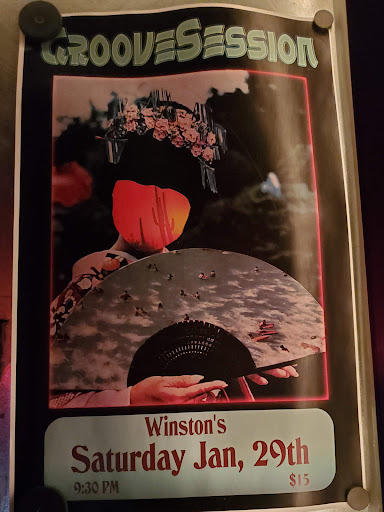 GrooveSession
Winston's
Saturday Jan, 29th
9:30 PM
$15